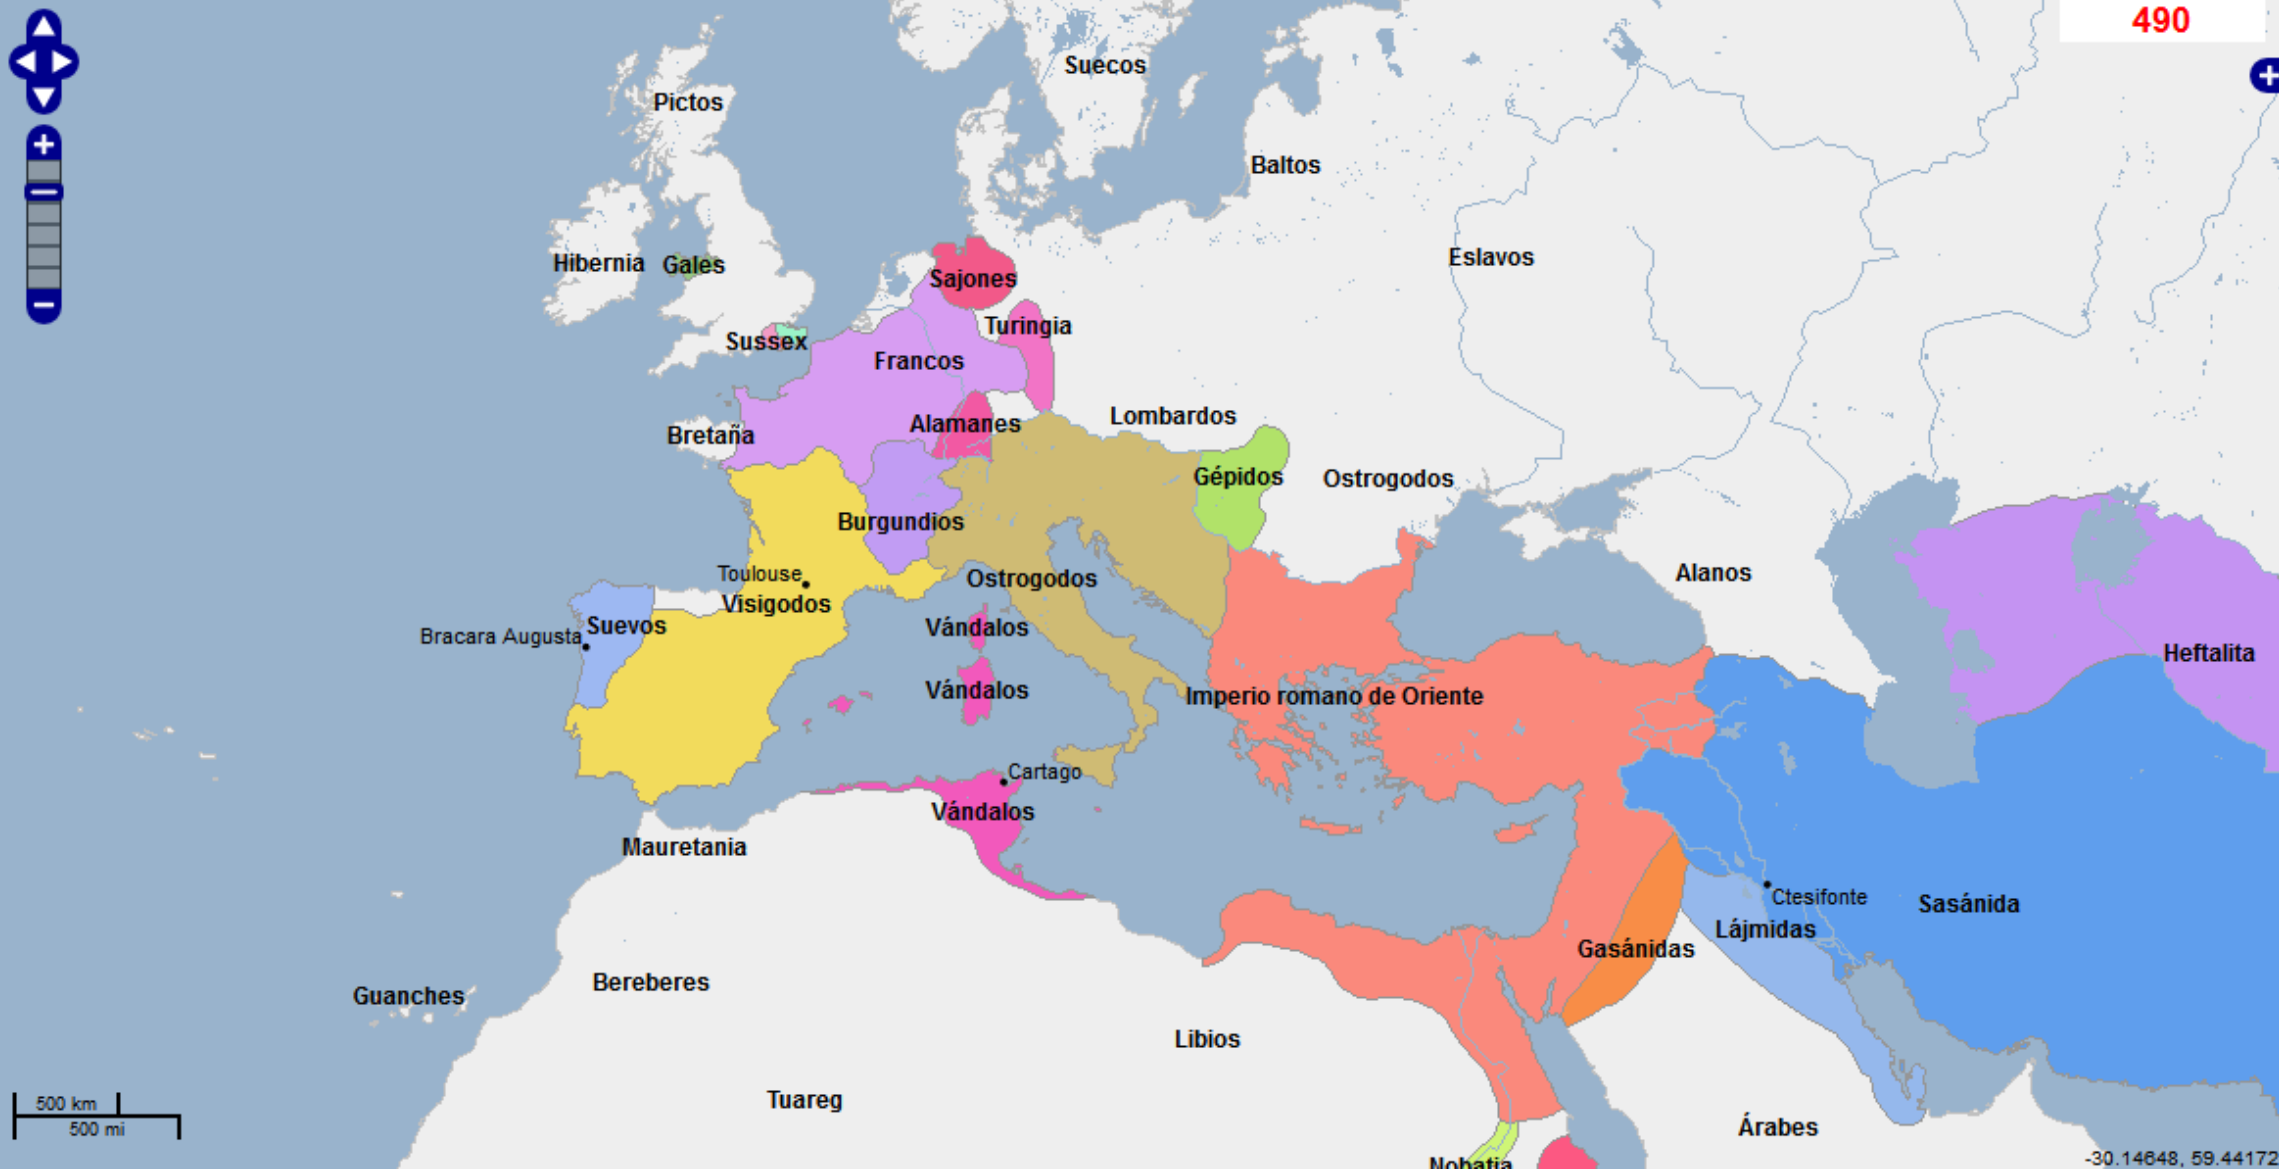 490
Suecos
Pictos
Baltos
Eslavos
Hibernia
Gales
Sajones
Turingia
Sussex
Francos
Lombardos
Alamanes
Bretaña
Gépidos
Ostrogodos
Burgundios
Alanos
Toulouse
Ostrogodos
Visigodos
Suevos
Vándalos
Bracara Augusta
Heftalita
Vándalos
Imperio romano de Oriente
Cartago
Vándalos
Mauretania
Ctesifonte
Sasánida
Lájmidas
Gasánidas
Bereberes
Guanches
Libios
Tuareg
500 km
500 mi
Árabes
Nobatia
-30.14648, 59.44172